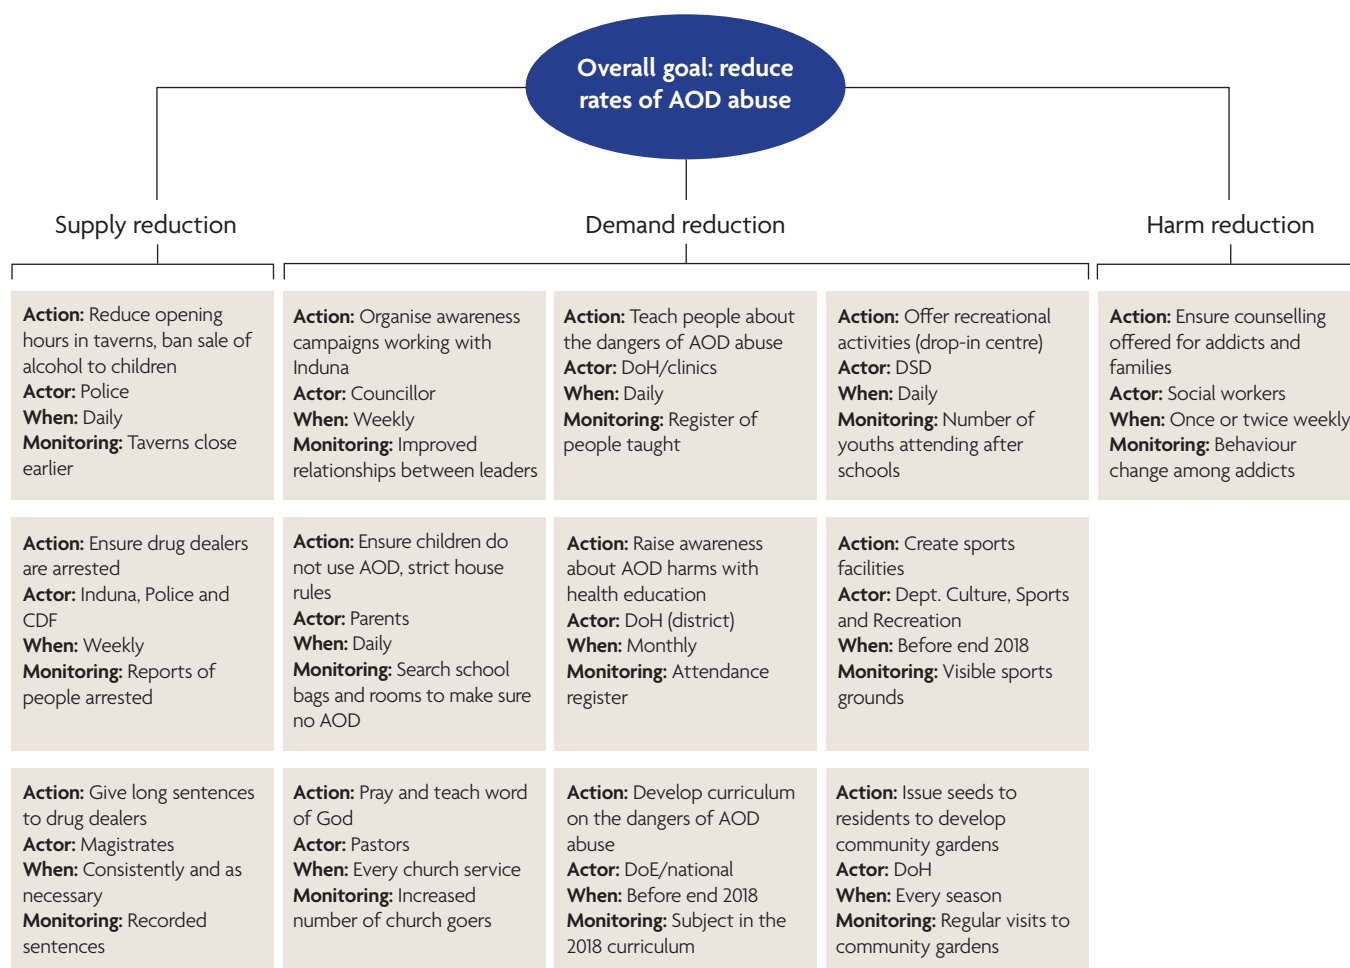 Overall goal: reduce
rates of AOD abuse
Supply reduction
Demand reduction
Harm reduction
Action: Reduce opening
hours in taverns, ban sale of
alcohol to children
Actor: Police
When: Daily
Monitoring: Taverns close
earlier
Action: Organise awareness
campaigns working with
Induna
Actor: Councillor
When: Weekly
Monitoring: Improved
relationships between leaders
Action: Teach people about
the dangers of AOD abuse
Actor: DoH/clinics
When: Daily
Monitoring: Register of
people taught
Action: Offer recreational
activities (drop-in centre)
Actor: DSD
When: Daily
Monitoring: Number of
youths attending after
schools
Action: Ensure counselling
offered for addicts and
families
Actor: Social workers
When: Once or twice weekly
Monitoring: Behaviour
change among addicts
Action: Ensure drug dealers
are arrested
Actor: Induna, Police and
CDF
When: Weekly
Monitoring: Reports of
people arrested
Action: Ensure children do
not use AOD, strict house
rules
Actor: Parents
When: Daily
Monitoring: Search school
bags and rooms to make sure
no AOD
Action: Raise awareness
about AOD harms with
health education
Actor: DoH (district)
When: Monthly
Monitoring: Attendance
register
Action: Create sports
facilities
Actor: Dept. Culture, Sports
and Recreation
When: Before end 2018
Monitoring: Visible sports
grounds
Action: Give long sentences
to drug dealers
Actor: Magistrates
When: Consistently and as
necessary
Monitoring: Recorded
sentences
Action: Pray and teach word
of God
Actor: Pastors
When: Every church service
Monitoring: Increased
number of church goers
Action: Develop curriculum
on the dangers of AOD
abuse
Actor: DoE/national
When: Before end 2018
Monitoring: Subject in the
2018 curriculum
Action: Issue seeds to
residents to develop
community gardens
Actor: DoH
When: Every season
Monitoring: Regular visits to
community gardens